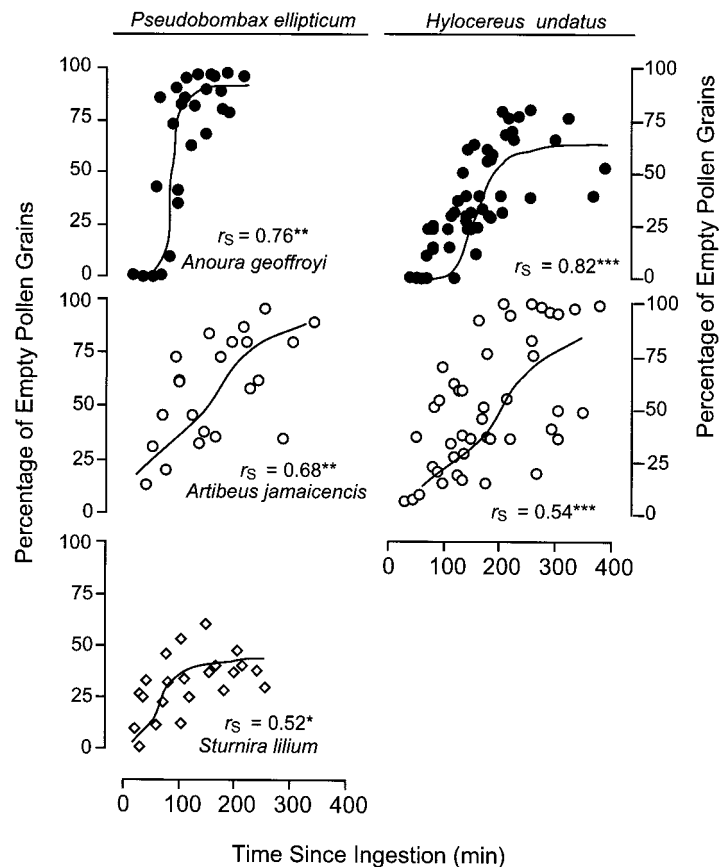 Pseudobombax ellipticum
Hylocereus undatus
Percentage of Empty Pollen Grains
100
75
50
25
0
rS = 0.76**
Anoura geoffroyi
100
75
50
25
0
rS = 0.82***
Percentage of Empty Pollen Grains
100
75
50
25
0
rS = 0.68**
Artibeus jamaicencis
100
75
50
25
0
rS = 0.54***
0 100 200 300 400
100
75
50
25
0
rS = 0.52*
Sturnira lilium
0 100 200 300 400
Time Since Ingestion (min)